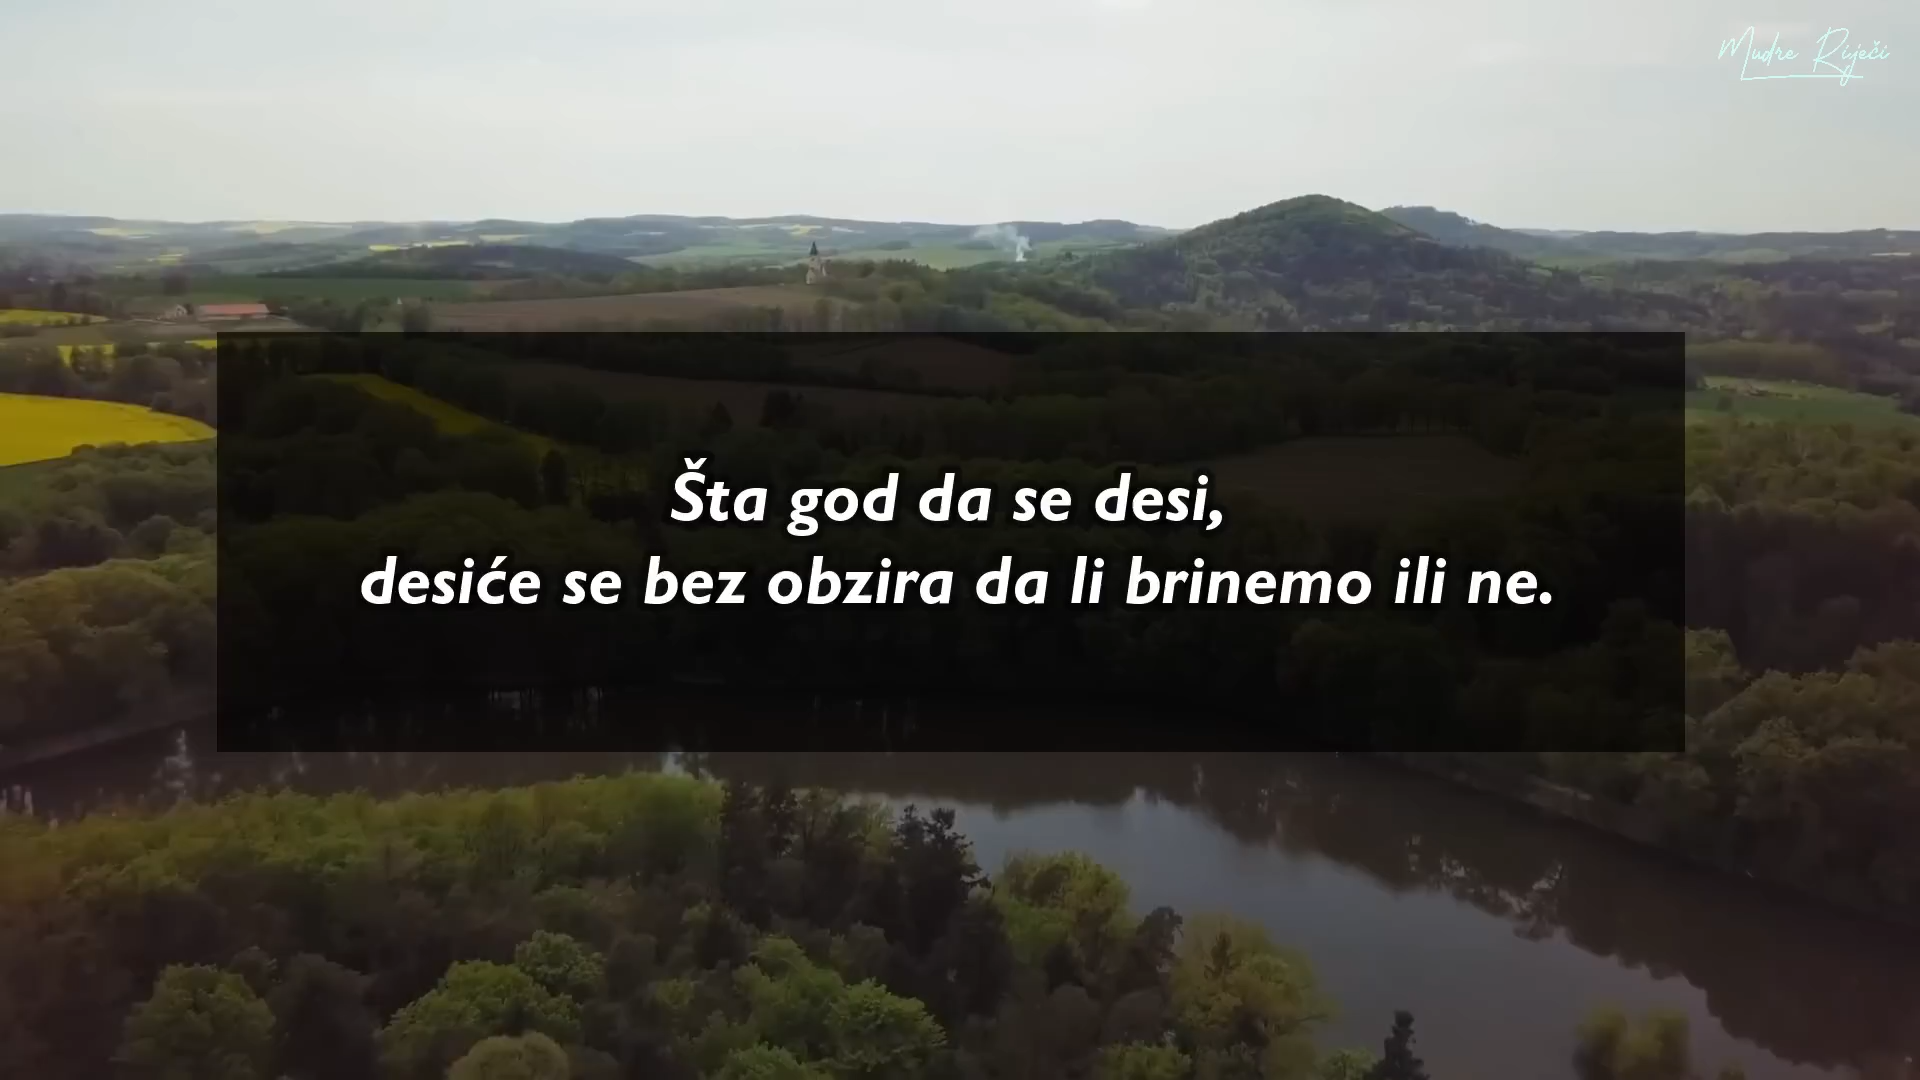 Mudre Riječi
Šta god da se desi,
desiće se bez obzira da li brinemo ili ne.